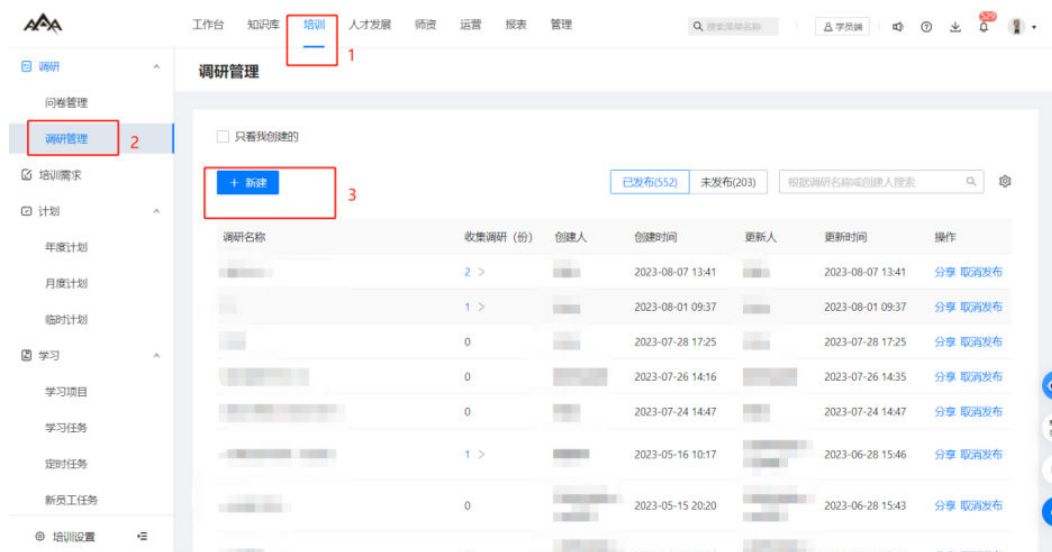 工作台 知识库 培训 人才发展 师资 运营 报表 管理 搜索菜单名称 学员端 529
1
调研
调研管理
问卷管理
只看我创建的
调研管理 2
培训需求
+ 新建 3 已发布(552) 未发布(203) 根据调研名称或创建人搜索
计划
调研名称 收集调研（份） 创建人 创建时间 更新人 更新时间 操作
年度计划
2 > 2023-08-07 13:41 2023-08-07 13:41 分享 取消发布
月度计划
1 > 2023-08-01 09:37 2023-08-01 09:37 分享 取消发布
临时计划
0 2023-07-28 17:25 2023-07-28 17:25 分享 取消发布
学习
0 2023-07-26 14:16 2023-07-26 14:35 分享 取消发布
学习项目
0 2023-07-24 14:47 2023-07-24 14:47 分享 取消发布
学习任务
1 > 2023-05-16 10:17 2023-06-28 15:46 分享 取消发布
定时任务
新员工任务
0 2023-05-15 20:20 2023-06-28 15:43 分享 取消发布
培训设置